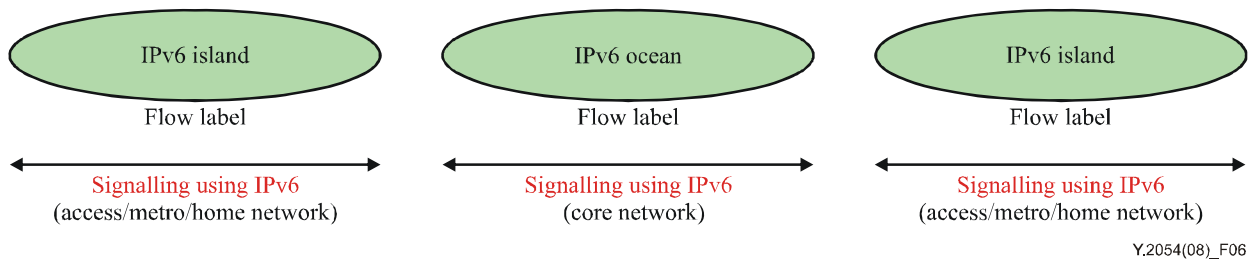 IPv6 island
IPv6 ocean
IPv6 island
Flow label
Flow label
Flow label
Signalling using IPv6
(access/metro/home network)
Signalling using IPv6
(core network)
Signalling using IPv6
(access/metro/home network)
Y.2054(08)_F06